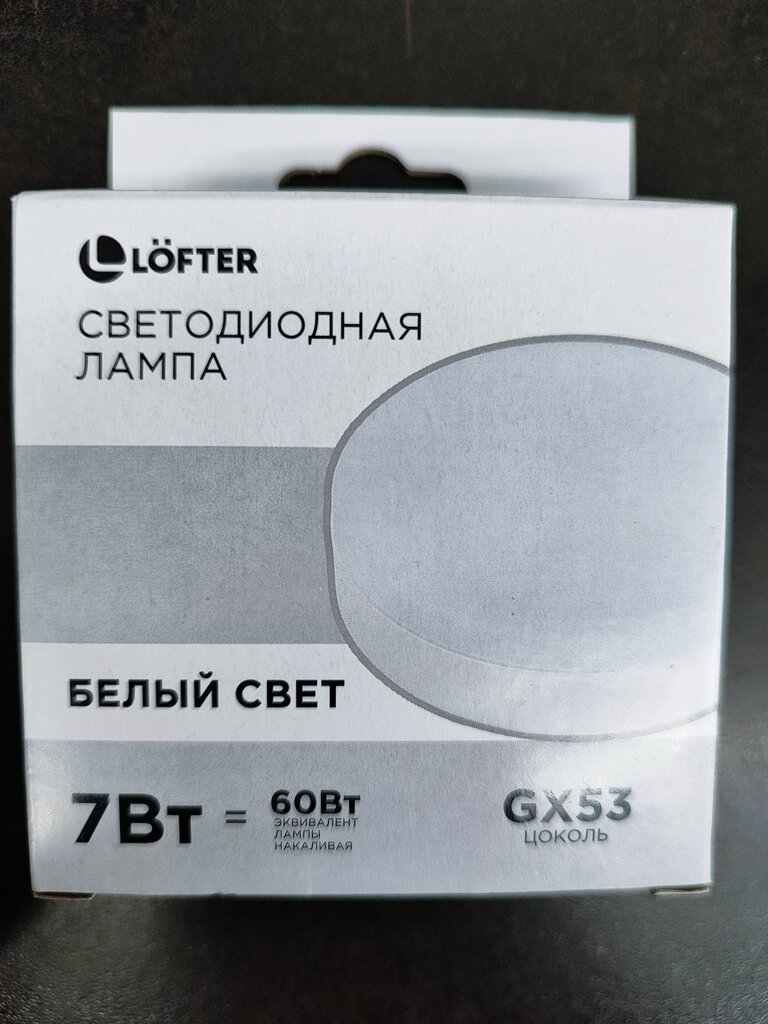 LÖFTER
СВЕТОДИОДНАЯ
ЛАМПА
БЕЛЫЙ СВЕТ
7Вт = 60Вт
ЭКВИВАЛЕНТ
ЛАМПЫ
НАКАЛИВАЯ
GX53
ЦОКОЛЬ